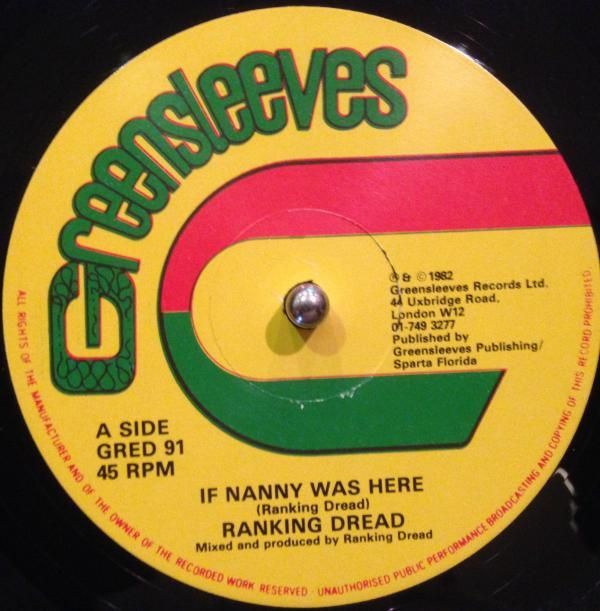 Greensleeves
℗ & © 1982
Greensleeves Records Ltd.
44 Uxbridge Road,
London W12
01-749 3277
Published by
Greensleeves Publishing/
Sparta Florida
A SIDE
GRED 91
45 RPM
IF NANNY WAS HERE
(Ranking Dread)
RANKING DREAD
Mixed and produced by Ranking Dread
ALL RIGHTS OF THE MANUFACTURER AND OF THE OWNER OF THE RECORDED WORK RESERVED · UNAUTHORISED PUBLIC PERFORMANCE BROADCASTING AND COPYING OF THIS RECORD PROHIBITED